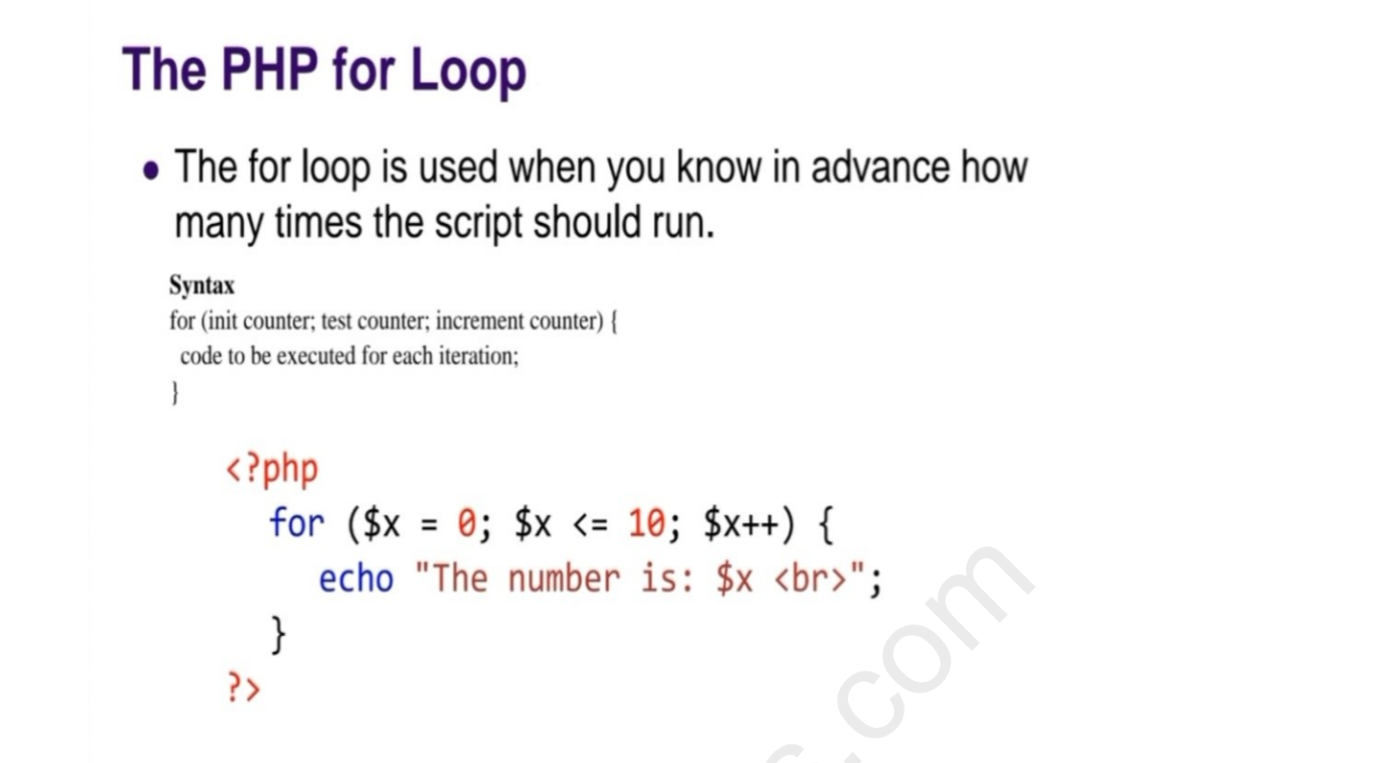 The PHP for Loop
• The for loop is used when you know in advance how
many times the script should run.
Syntax
for (init counter; test counter; increment counter) {
code to be executed for each iteration;
}
<?php
for ($x = 0; $x <= 10; $x++) {
echo "The number is: $x <br>";
}
?>
s.com